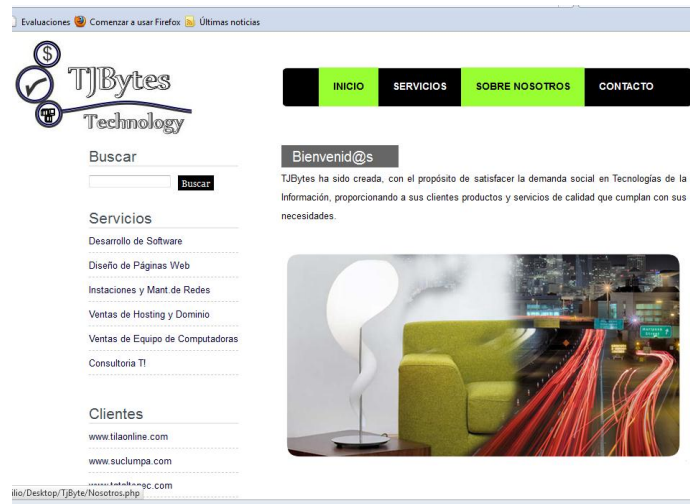 Evaluaciones Comenzar a usar Firefox Últimas noticias
TJBytes
Technology
INICIO SERVICIOS SOBRE NOSOTROS CONTACTO
Buscar
Buscar
Servicios
Desarrollo de Software
Diseño de Páginas Web
Instaciones y Mant.de Redes
Ventas de Hosting y Dominio
Ventas de Equipo de Computadoras
Consultoria T!
Clientes
www.tilaonline.com
www.suclumpa.com
Bienvenid@s
TJBytes ha sido creada, con el propósito de satisfacer la demanda social en Tecnologías de la
Información, proporcionando a sus clientes productos y servicios de calidad que cumplan con sus
necesidades.
ilio/Desktop/TjByte/Nosotros.php